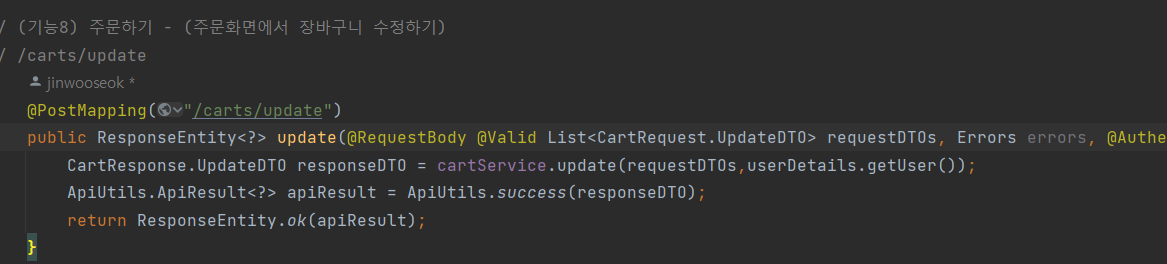 / (기능8) 주문하기 - (주문화면에서 장바구니 수정하기)
/ /carts/update
jinwooseok *
@PostMapping("/carts/update")
public ResponseEntity<?> update(@RequestBody @Valid List<CartRequest.UpdateDTO> requestDTOs, Errors errors, @Authe
CartResponse.UpdateDTO responseDTO = cartService.update(requestDTOs,userDetails.getUser());
ApiUtils.ApiResult<?> apiResult = ApiUtils.success(responseDTO);
return ResponseEntity.ok(apiResult);
}